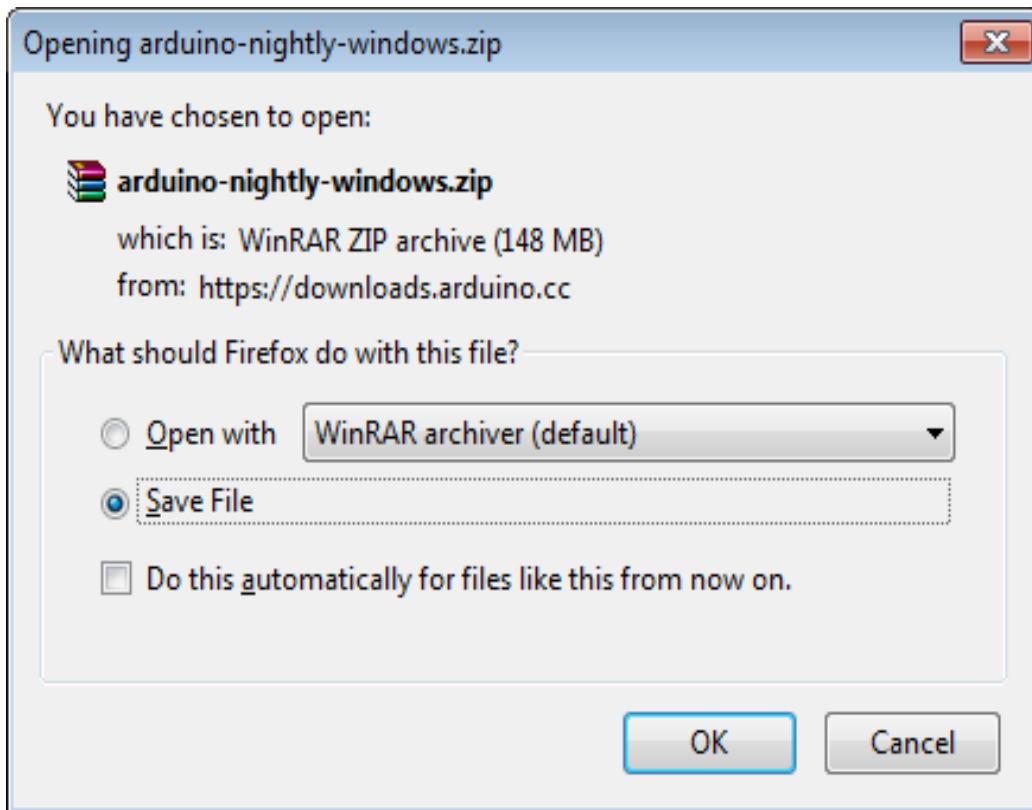 Opening arduino-nightly-windows.zip
You have chosen to open:
arduino-nightly-windows.zip
which is: WinRAR ZIP archive (148 MB)
from: https://downloads.arduino.cc
What should Firefox do with this file?
Open with WinRAR archiver (default)
Save File
Do this automatically for files like this from now on.
OK Cancel